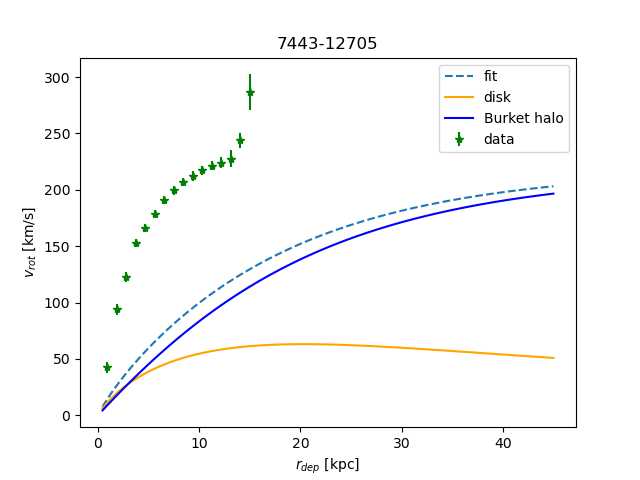 7443-12705
fit
disk
Burket halo
data
300
250
200
150
100
50
0
v_rot [km/s]
0 10 20 30 40
r_dep [kpc]